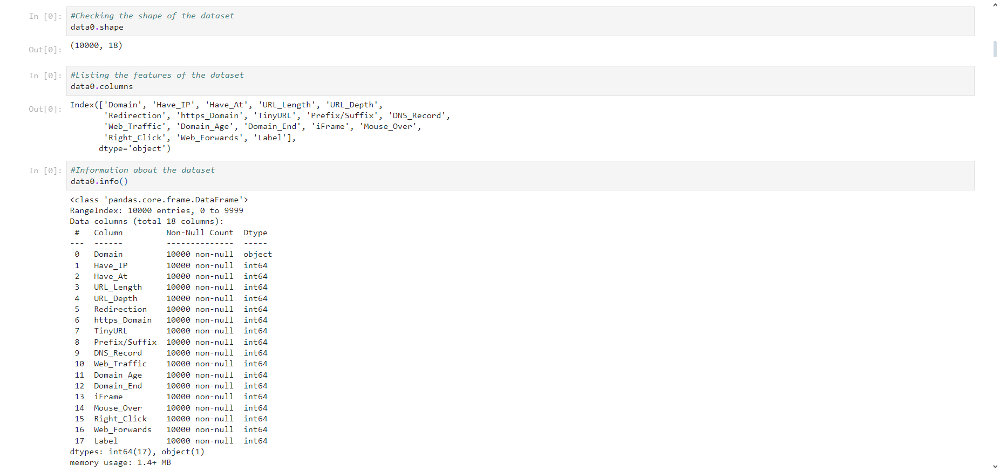 In [0]:
#Checking the shape of the dataset
data0.shape
Out[0]:
(10000, 18)
In [0]:
#Listing the features of the dataset
data0.columns
Out[0]:
Index(['Domain', 'Have_IP', 'Have_At', 'URL_Length', 'URL_Depth',
       'Redirection', 'https_Domain', 'TinyURL', 'Prefix/Suffix', 'DNS_Record',
       'Web_Traffic', 'Domain_Age', 'Domain_End', 'iFrame', 'Mouse_Over',
       'Right_Click', 'Web_Forwards', 'Label'],
      dtype='object')
In [0]:
#Information about the dataset
data0.info()
<class 'pandas.core.frame.DataFrame'>
RangeIndex: 10000 entries, 0 to 9999
Data columns (total 18 columns):
 #   Column         Non-Null Count  Dtype
---  ------         --------------  -----
 0   Domain         10000 non-null  object
 1   Have_IP        10000 non-null  int64
 2   Have_At        10000 non-null  int64
 3   URL_Length     10000 non-null  int64
 4   URL_Depth      10000 non-null  int64
 5   Redirection    10000 non-null  int64
 6   https_Domain   10000 non-null  int64
 7   TinyURL        10000 non-null  int64
 8   Prefix/Suffix  10000 non-null  int64
 9   DNS_Record     10000 non-null  int64
 10  Web_Traffic    10000 non-null  int64
 11  Domain_Age     10000 non-null  int64
 12  Domain_End     10000 non-null  int64
 13  iFrame         10000 non-null  int64
 14  Mouse_Over     10000 non-null  int64
 15  Right_Click    10000 non-null  int64
 16  Web_Forwards   10000 non-null  int64
 17  Label          10000 non-null  int64
dtypes: int64(17), object(1)
memory usage: 1.4+ MB